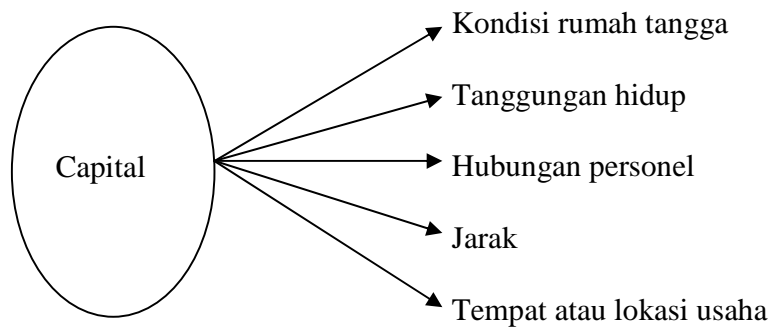 Kondisi rumah tangga
Tanggungan hidup
Capital
Hubungan personel
Jarak
Tempat atau lokasi usaha